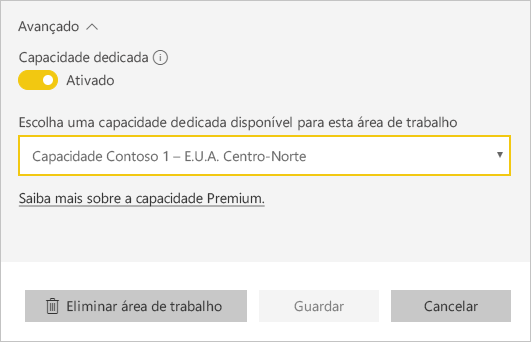 Avançado
Capacidade dedicada
Ativado
Escolha uma capacidade dedicada disponível para esta área de trabalho
Capacidade Contoso 1 – E.U.A. Centro-Norte
Saiba mais sobre a capacidade Premium.
Eliminar área de trabalho
Guardar
Cancelar